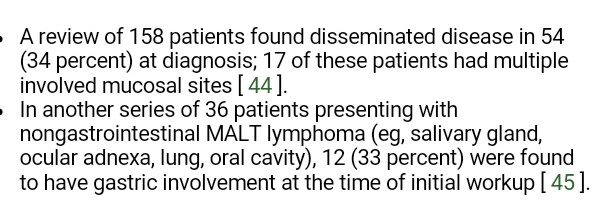 • A review of 158 patients found disseminated disease in 54
(34 percent) at diagnosis; 17 of these patients had multiple
involved mucosal sites [ 44 ].
• In another series of 36 patients presenting with
nongastrointestinal MALT lymphoma (eg, salivary gland,
ocular adnexa, lung, oral cavity), 12 (33 percent) were found
to have gastric involvement at the time of initial workup [ 45 ].